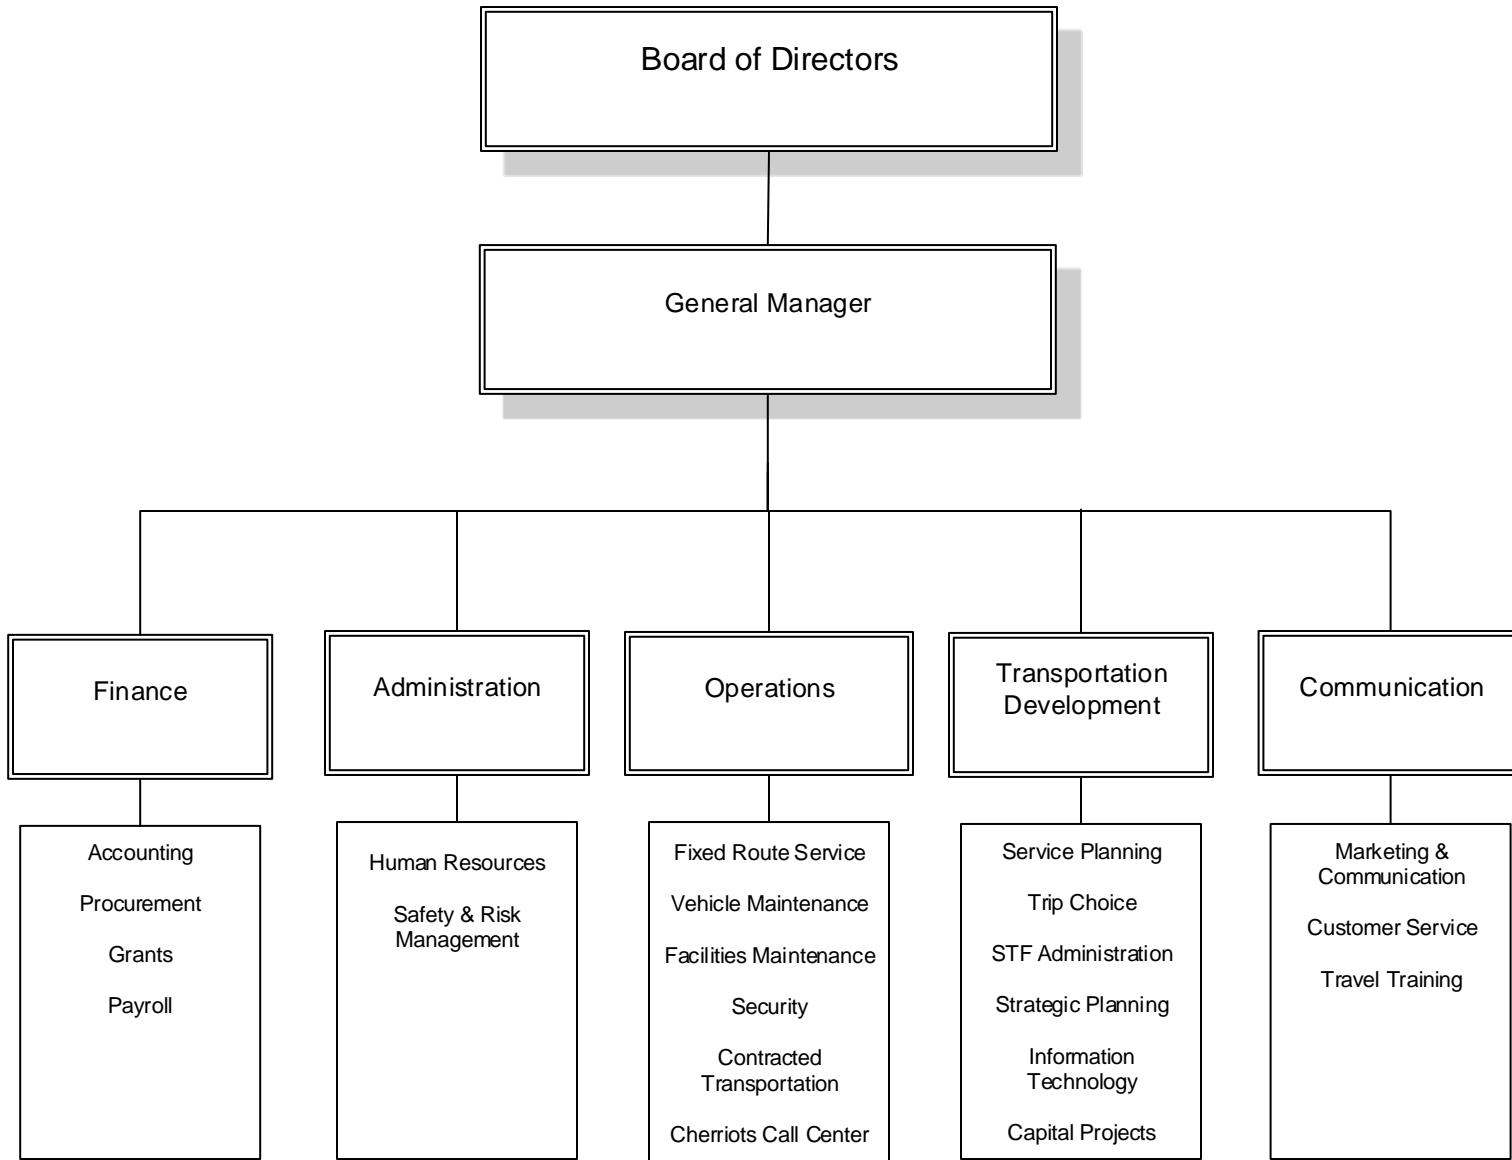 Board of Directors
General Manager
Finance
Administration
Operations
Transportation
Development
Communication
Accounting
Procurement
Grants
Payroll
Human Resources
Safety & Risk
Management
Fixed Route Service
Vehicle Maintenance
Facilities Maintenance
Security
Contracted
Transportation
Cherriots Call Center
Service Planning
Trip Choice
STF Administration
Strategic Planning
Information
Technology
Capital Projects
Marketing &
Communication
Customer Service
Travel Training